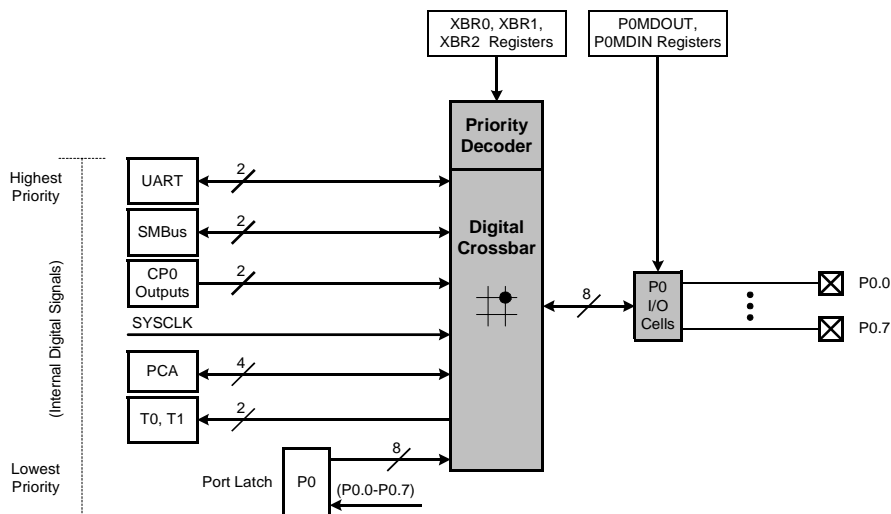 XBR0, XBR1,
XBR2 Registers
P0MDOUT,
P0MDIN Registers
Priority
Decoder
Highest
Priority
UART
2
SMBus
2
Digital
Crossbar
CP0
Outputs
2
P0
I/O
Cells
8
P0.0
P0.7
SYSCLK
(Internal Digital Signals)
PCA
4
T0, T1
2
Lowest
Priority
Port Latch
P0
8
(P0.0-P0.7)